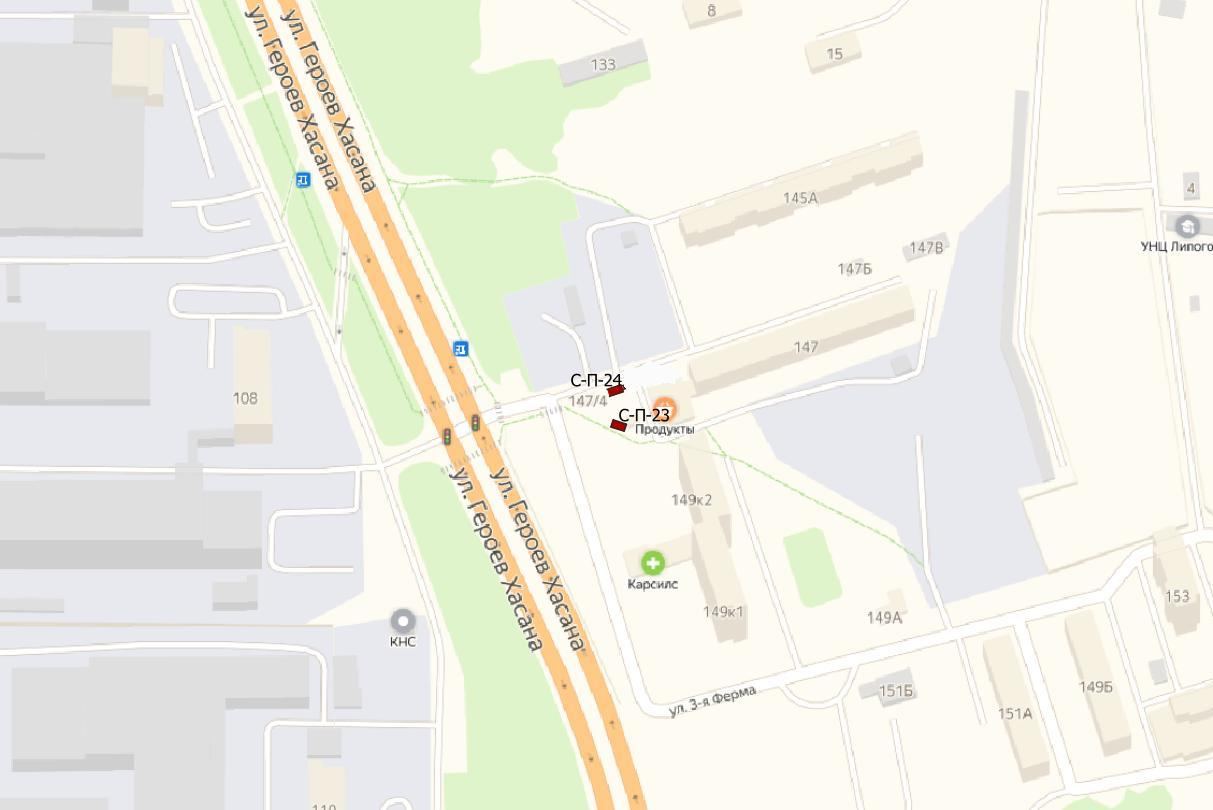 ул. Героев Хасана
ул. Героев Хасана
8
15
133
145А
4
УНЦ Липого
147В
147Б
147
С-П-24
147/4
С-П-23
Продукты
108
149к2
Карсилс
149к1
149А
153
КНС
ул. Героев Хасана
ул. Героев Хасана
ул. 3-я Ферма
151Б
149Б
151А